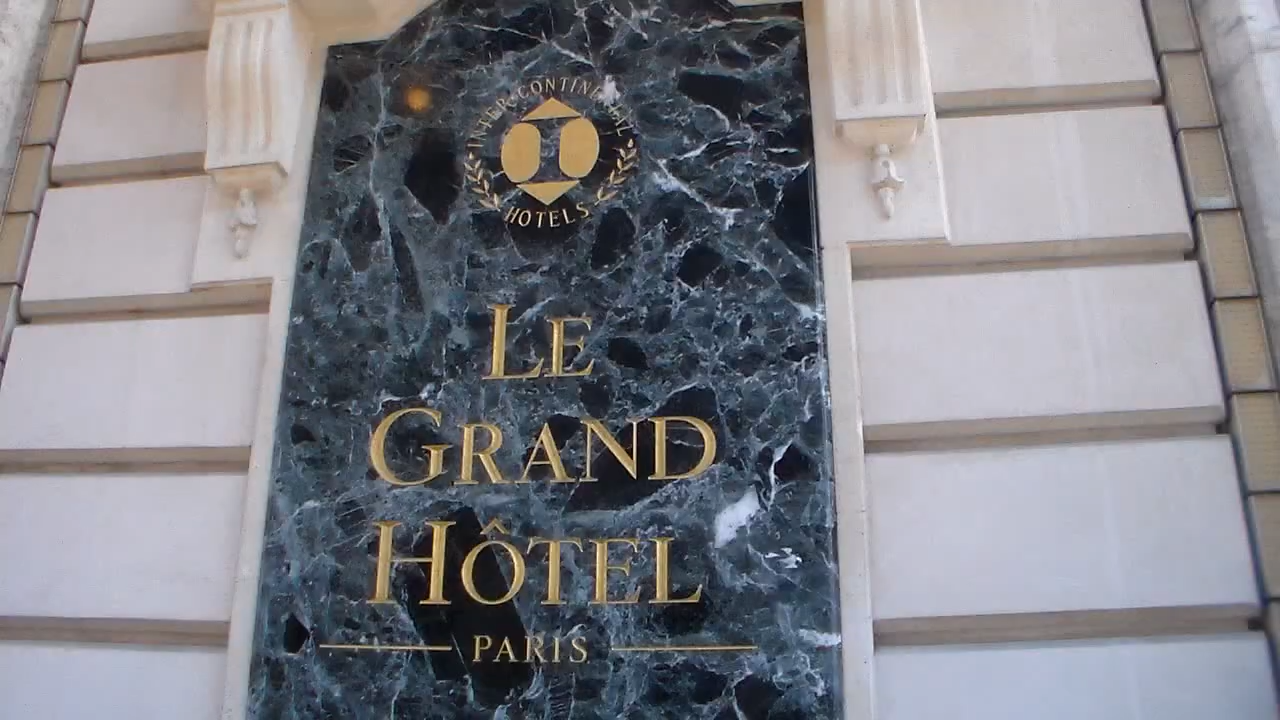 INTER·CONTINENTAL
HOTELS
LE
GRAND
HÔTEL
PARIS